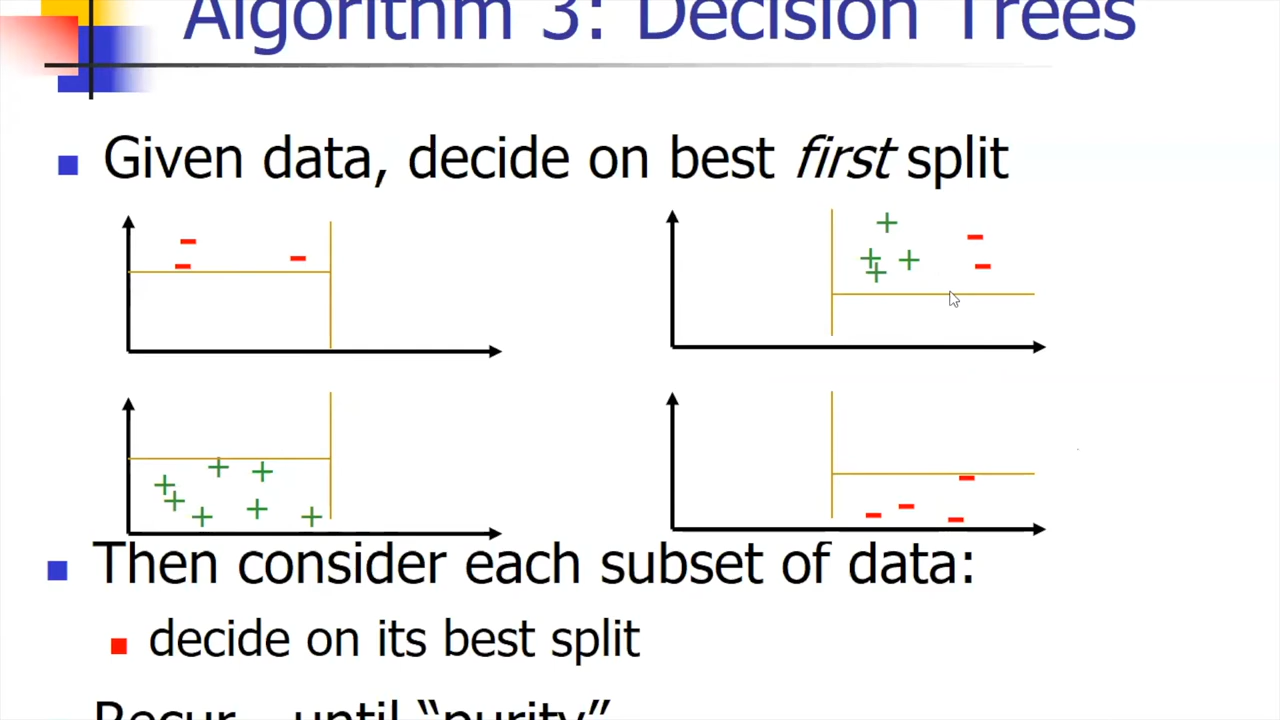 Algorithm 3: Decision Trees
Given data, decide on best first split
Then consider each subset of data:
decide on its best split
Recur... until “purity”